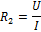 R₂ = U/I